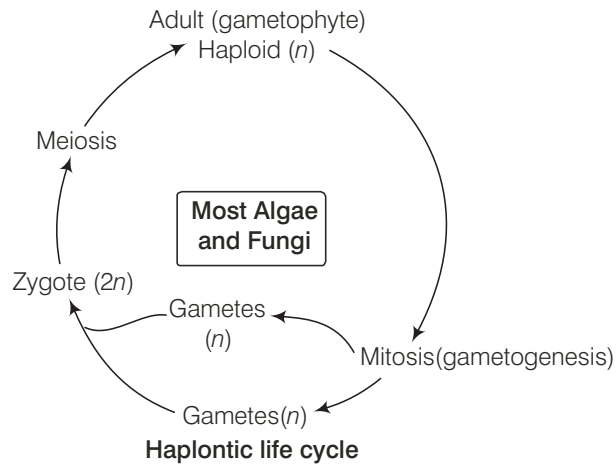 Adult (gametophyte)
Haploid (n)
Meiosis
Most Algae
and Fungi
Zygote (2n)
Gametes
(n)
Mitosis(gametogenesis)
Gametes(n)
Haplontic life cycle